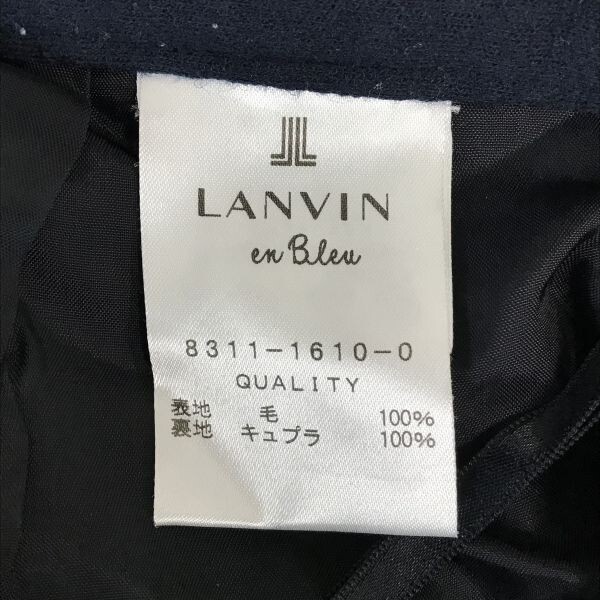 LANVIN
en Bleu
8311-1610-0
QUALITY
表地 毛 100%
裏地 キュプラ 100%